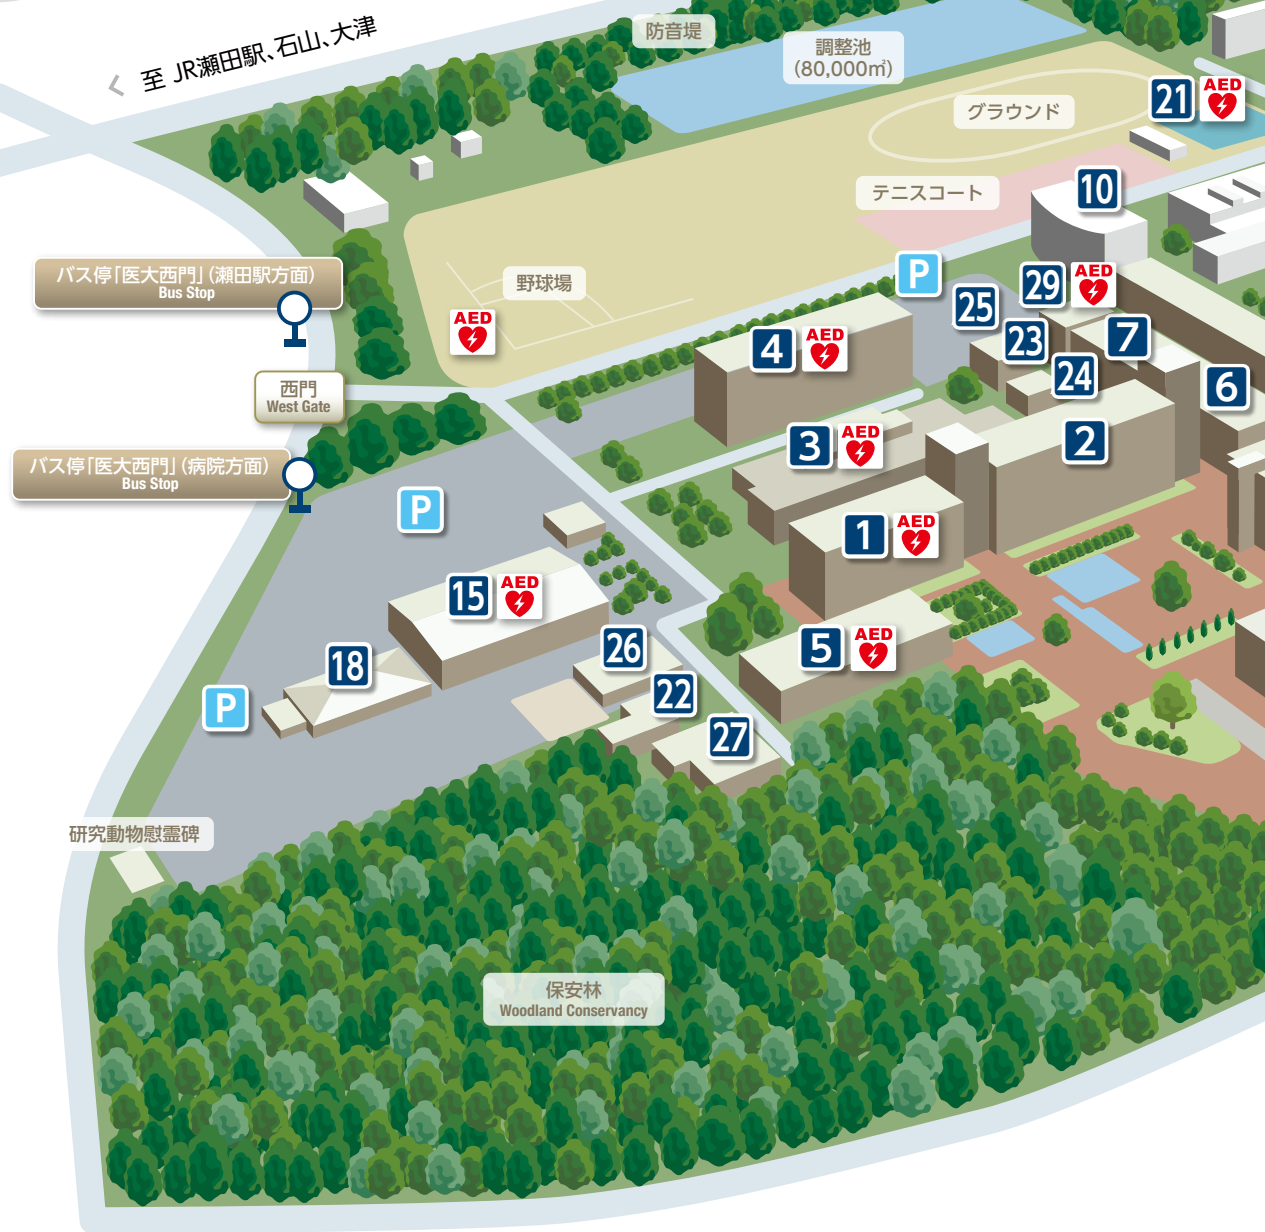 至 JR瀬田駅、石山、大津
防音堤
調整池
(80,000㎡)
グラウンド
21
AED
テニスコート
10
バス停「医大西門」(瀬田駅方面)
Bus Stop
野球場
P
29
AED
25
AED
4
AED
23
7
24
6
西門
West Gate
3
AED
2
バス停「医大西門」(病院方面)
Bus Stop
P
1
AED
15
AED
5
AED
26
18
22
P
27
研究動物慰霊碑
保安林
Woodland Conservancy